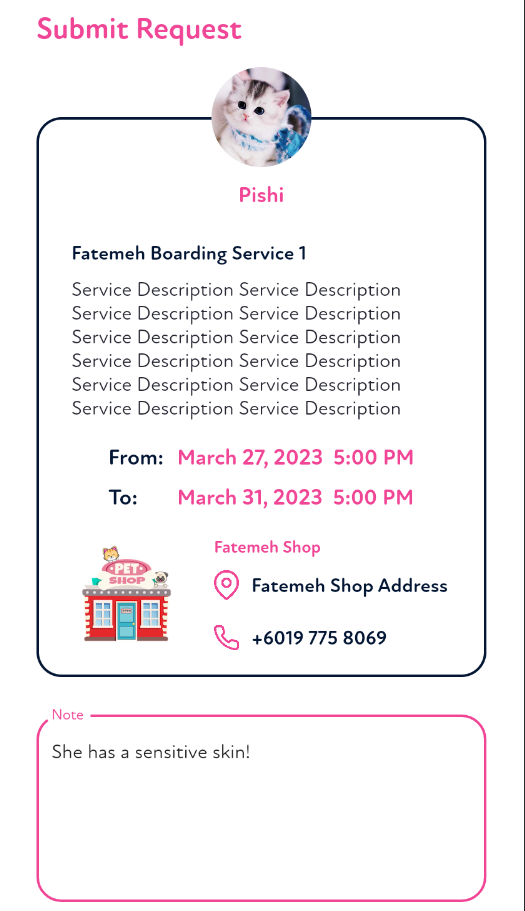 Submit Request
Pishi
Fatemeh Boarding Service 1
Service Description Service Description
Service Description Service Description
Service Description Service Description
Service Description Service Description
Service Description Service Description
Service Description Service Description
From: March 27, 2023 5:00 PM
To: March 31, 2023 5:00 PM
Fatemeh Shop
PET
SHOP
Fatemeh Shop Address
+6019 775 8069
Note
She has a sensitive skin!